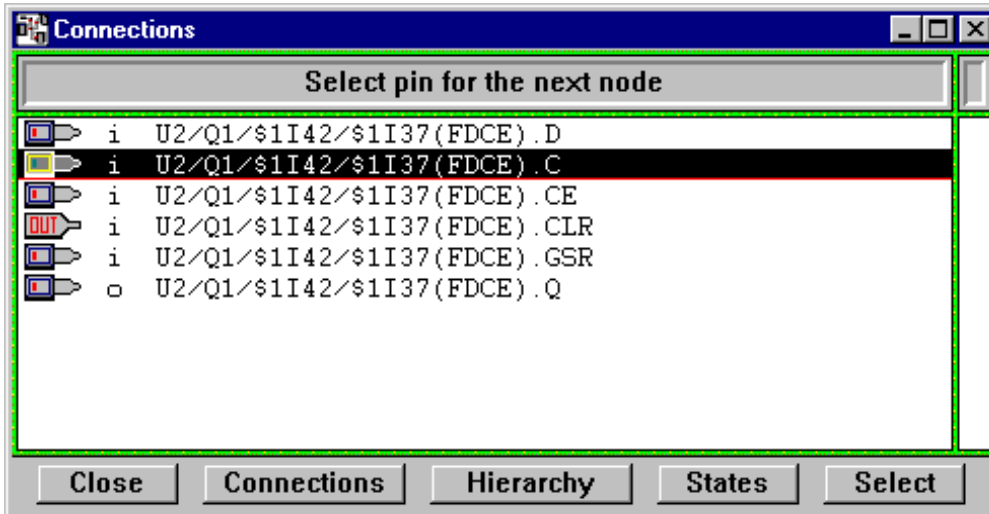 Connections
Select pin for the next node
i U2/Q1/$1I42/$1I37(FDCE).D
i U2/Q1/$1I42/$1I37(FDCE).C
i U2/Q1/$1I42/$1I37(FDCE).CE
OUT i U2/Q1/$1I42/$1I37(FDCE).CLR
i U2/Q1/$1I42/$1I37(FDCE).GSR
o U2/Q1/$1I42/$1I37(FDCE).Q
Close Connections Hierarchy States Select